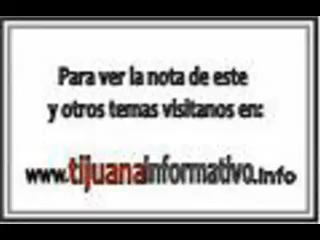 Para ver la nota de este
y otros temas visitanos en:
www.tijuanainformativo.info